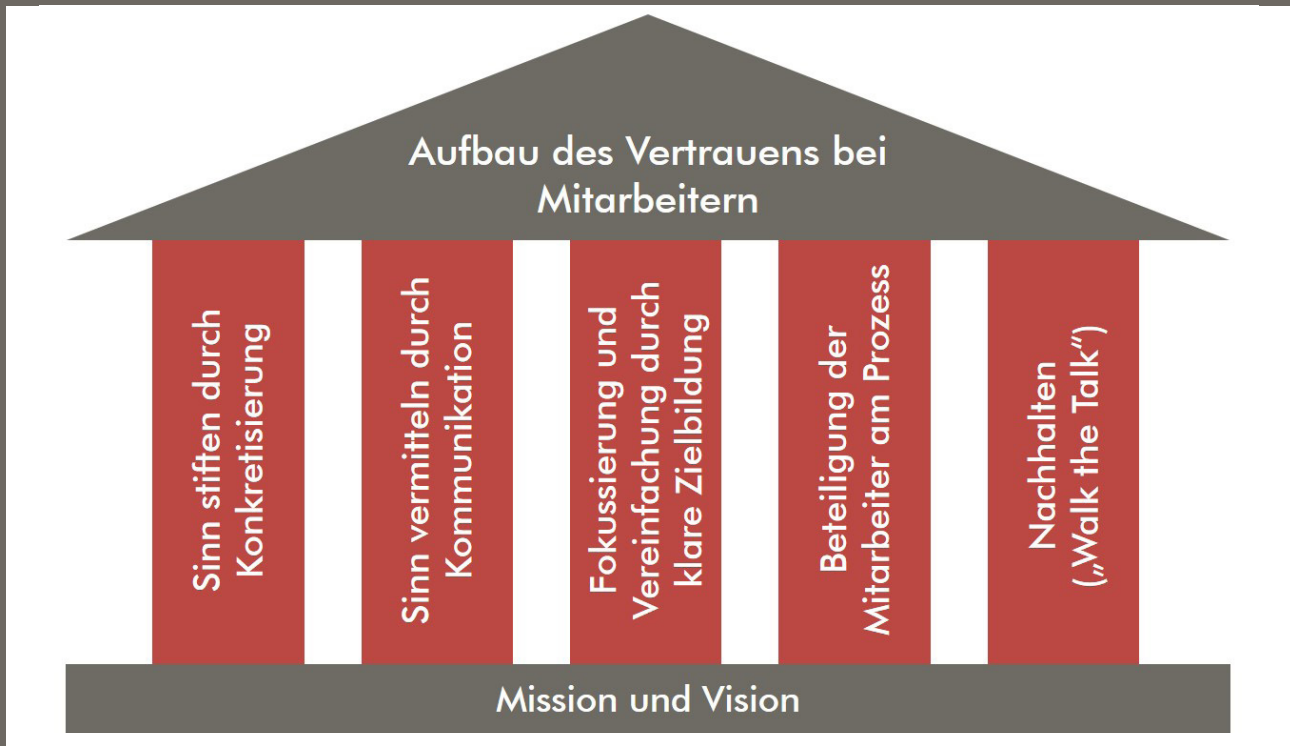 Aufbau des Vertrauens bei
Mitarbeitern
Sinn stiften durch
Konkretisierung
Sinn vermitteln durch
Kommunikation
Fokussierung und
Vereinfachung durch
klare Zielbildung
Beteiligung der
Mitarbeiter am Prozess
Nachhalten
(„Walk the Talk“)
Mission und Vision